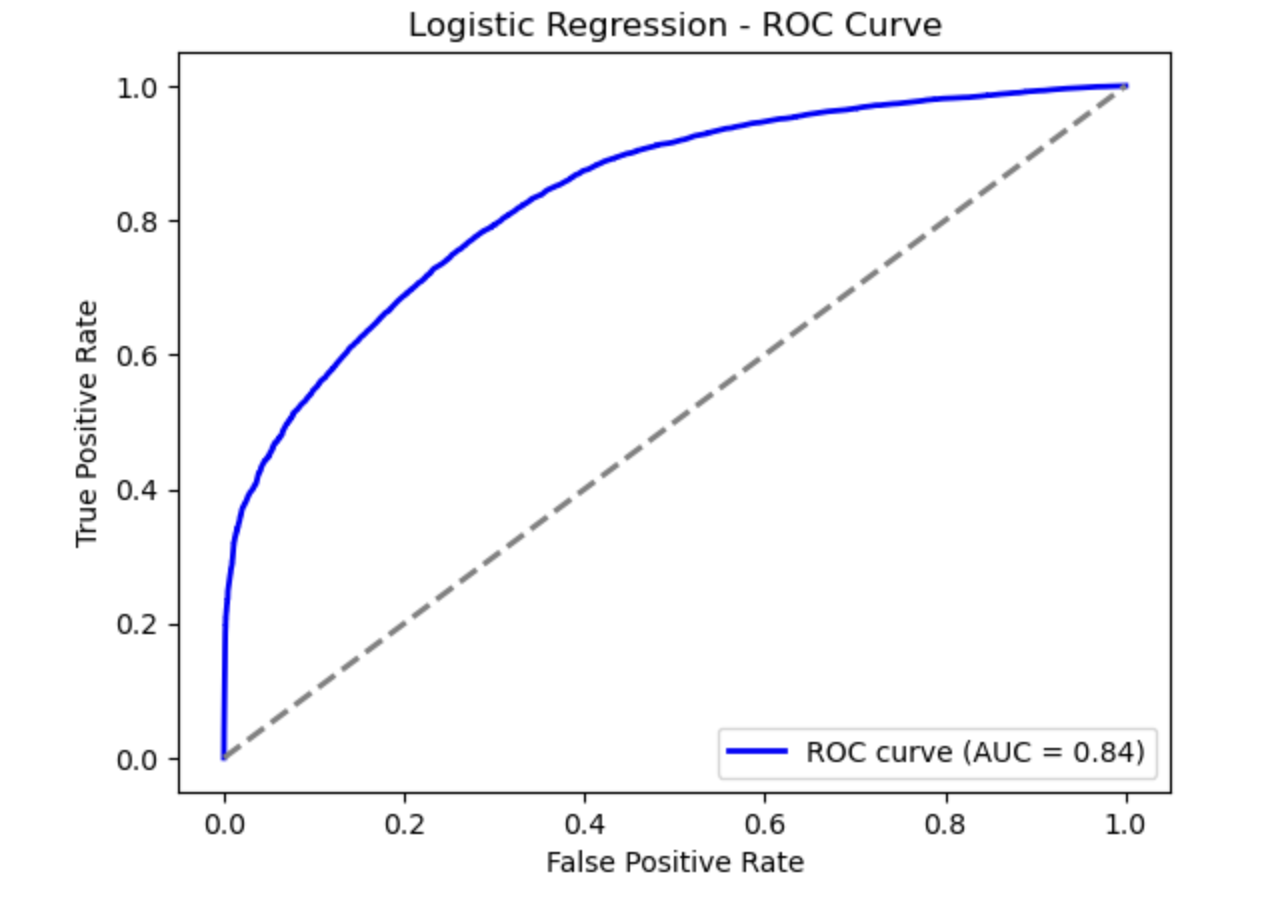 Logistic Regression - ROC Curve
1.0
0.8
0.6
0.4
0.2
0.0
True Positive Rate
ROC curve (AUC = 0.84)
0.0 0.2 0.4 0.6 0.8 1.0
False Positive Rate